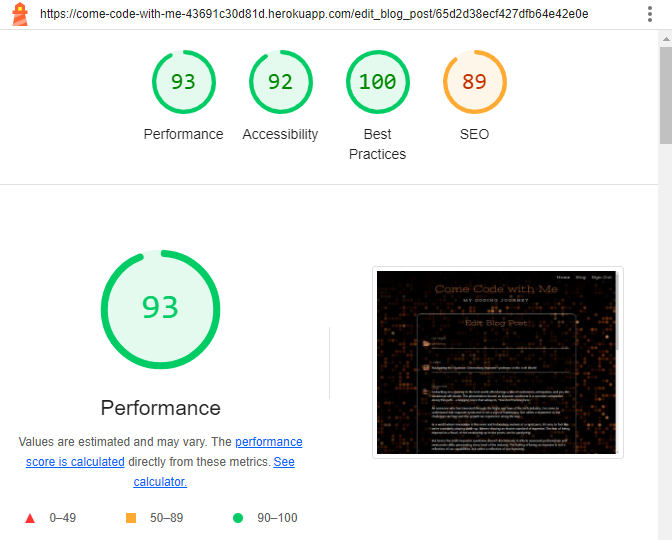 https://come-code-with-me-43691c30d81d.herokuapp.com/edit_blog_post/65d2d38ecf427dfb64e42e0e
93
92
100
89
Performance
Accessibility
Best
Practices
SEO
93
Performance
Values are estimated and may vary. The performance
score is calculated directly from these metrics. See
calculator.
0–49
50–89
90–100
Home Blog Sign Out
Come Code with Me
MY CODING JOURNEY
Edit Blog Post